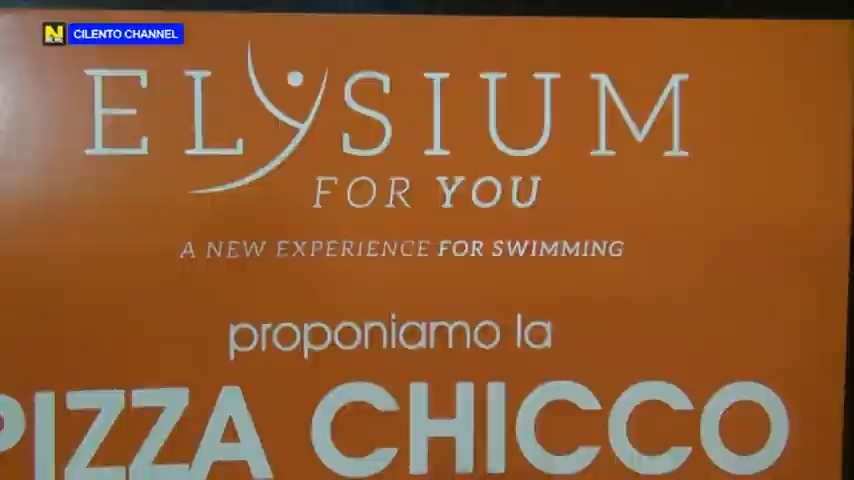 CILENTO CHANNEL
ELYSIUM
FOR YOU
A NEW EXPERIENCE FOR SWIMMING
proponiamo la
PIZZA CHICCO